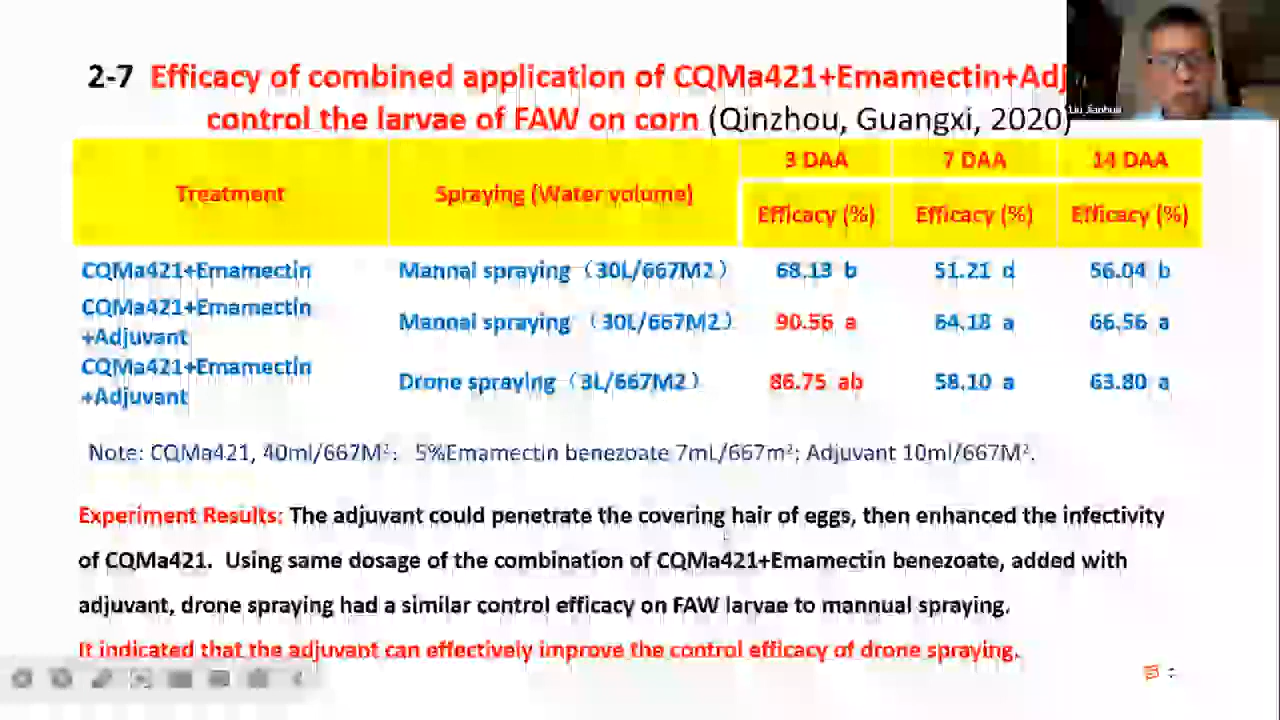 2-7 Efficacy of combined application of CQMa421+Emamectin+Adj
control the larvae of FAW on corn (Qinzhou, Guangxi, 2020)
Liu_Jianhua
Treatment Spraying (Water volume) 3 DAA 7 DAA 14 DAA
Efficacy (%) Efficacy (%) Efficacy (%)
CQMa421+Emamectin Mannal spraying（30L/667M2） 68.13 b 51.21 d 56.04 b
CQMa421+Emamectin
+Adjuvant Mannal spraying （30L/667M2） 90.56 a 64.18 a 66.56 a
CQMa421+Emamectin
+Adjuvant Drone spraying（3L/667M2） 86.75 ab 58.10 a 63.80 a
Note: CQMa421, 40ml/667M²； 5%Emamectin benezoate 7mL/667m²; Adjuvant 10ml/667M².
Experiment Results: The adjuvant could penetrate the covering hair of eggs, then enhanced the infectivity
of CQMa421. Using same dosage of the combination of CQMa421+Emamectin benezoate, added with
adjuvant, drone spraying had a similar control efficacy on FAW larvae to mannual spraying.
It indicated that the adjuvant can effectively improve the control efficacy of drone spraying.